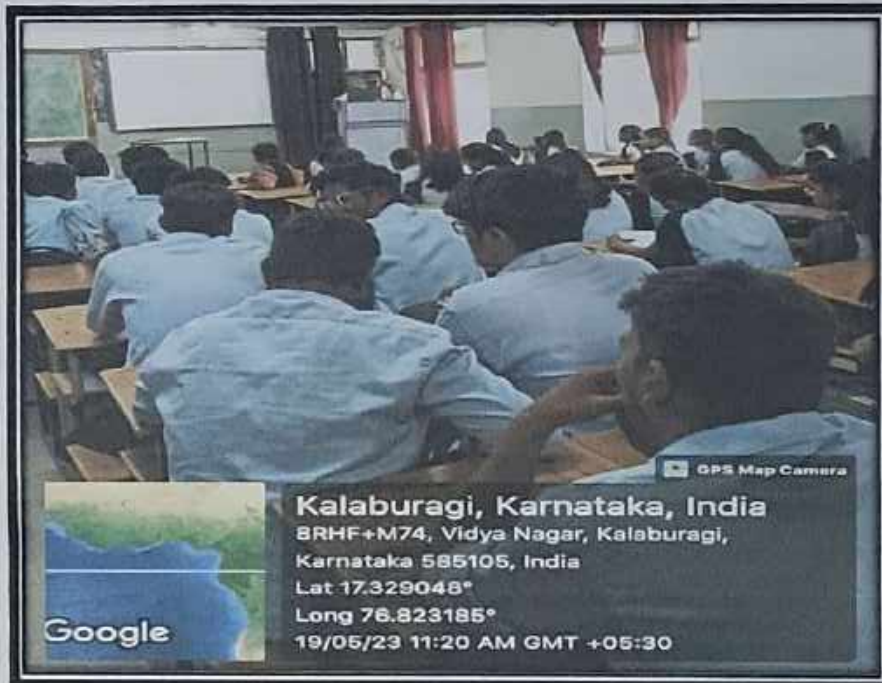 GPS Map Camera
Kalaburagi, Karnataka, India
8RHF+M74, Vidya Nagar, Kalaburagi,
Karnataka 585105, India
Lat 17.329048°
Long 76.823185°
19/05/23 11:20 AM GMT +05:30
Google